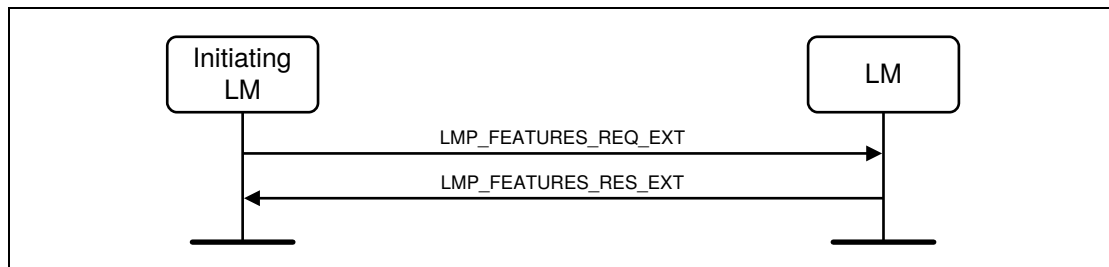 Initiating
LM
LM
LMP_FEATURES_REQ_EXT
LMP_FEATURES_RES_EXT